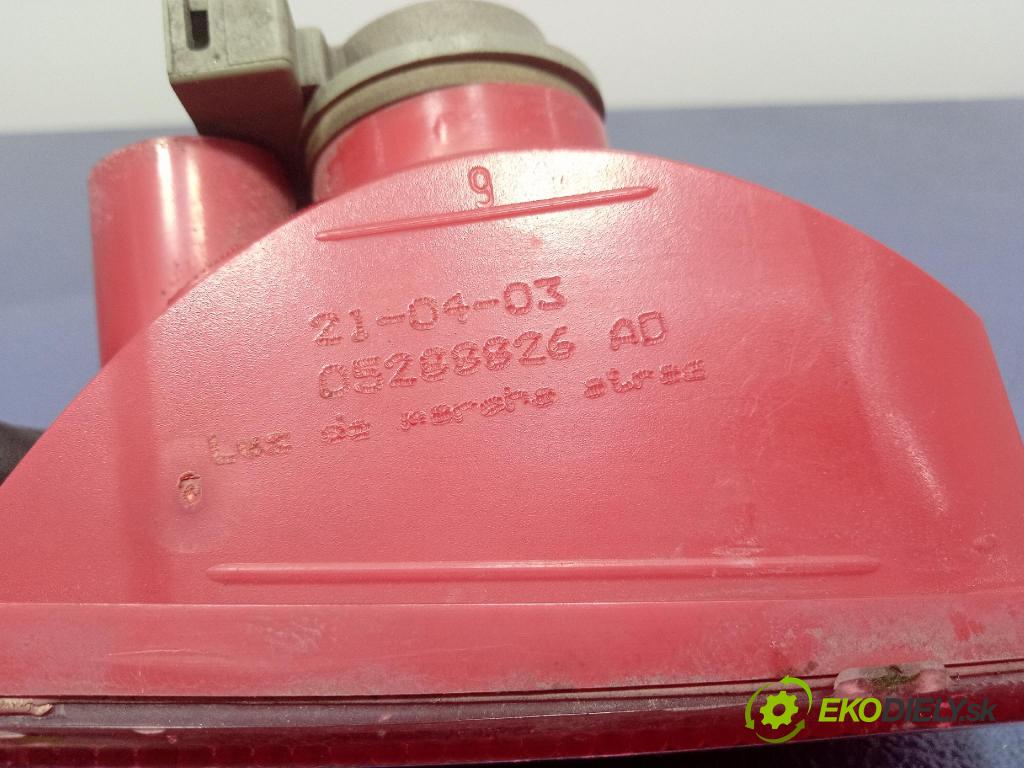 9
21-04-03
05288826 AD
Luz de marcha atras
EKODIELY.sk